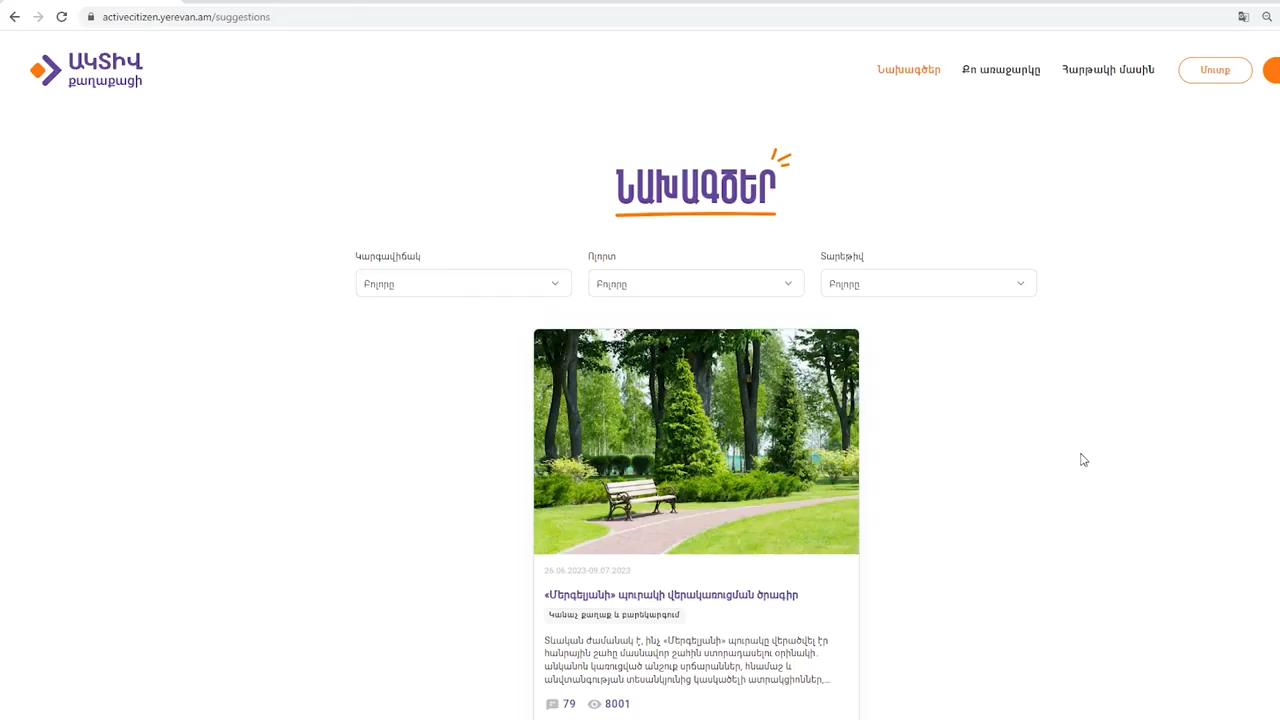 activecitizen.yerevan.am/suggestions
ԱԿՏԻՎ
քաղաքացի
Նախագծեր
Քո առաջարկը
Հարթակի մասին
Մուտք
ՆԱԽԱԳԾԵՐ
Կարգավիճակ
Ոլորտ
Տարեթիվ
Բոլորը
Բոլորը
Բոլորը
26.06.2023-09.07.2023
«Մերգելյանի» պուրակի վերակառուցման ծրագիր
Կանաչ քաղաք և բարեկարգում
Տևական ժամանակ է, ինչ «Մերգելյանի» պուրակը վերածվել էր
հանրային շահը մասնավոր շահին ստորադասելու օրինակի.
անկանոն կառուցված անշուք սրճարաններ, հնամաշ և
անվտանգության տեսանկյունից կասկածելի ատրակցիոններ,...
79
8001